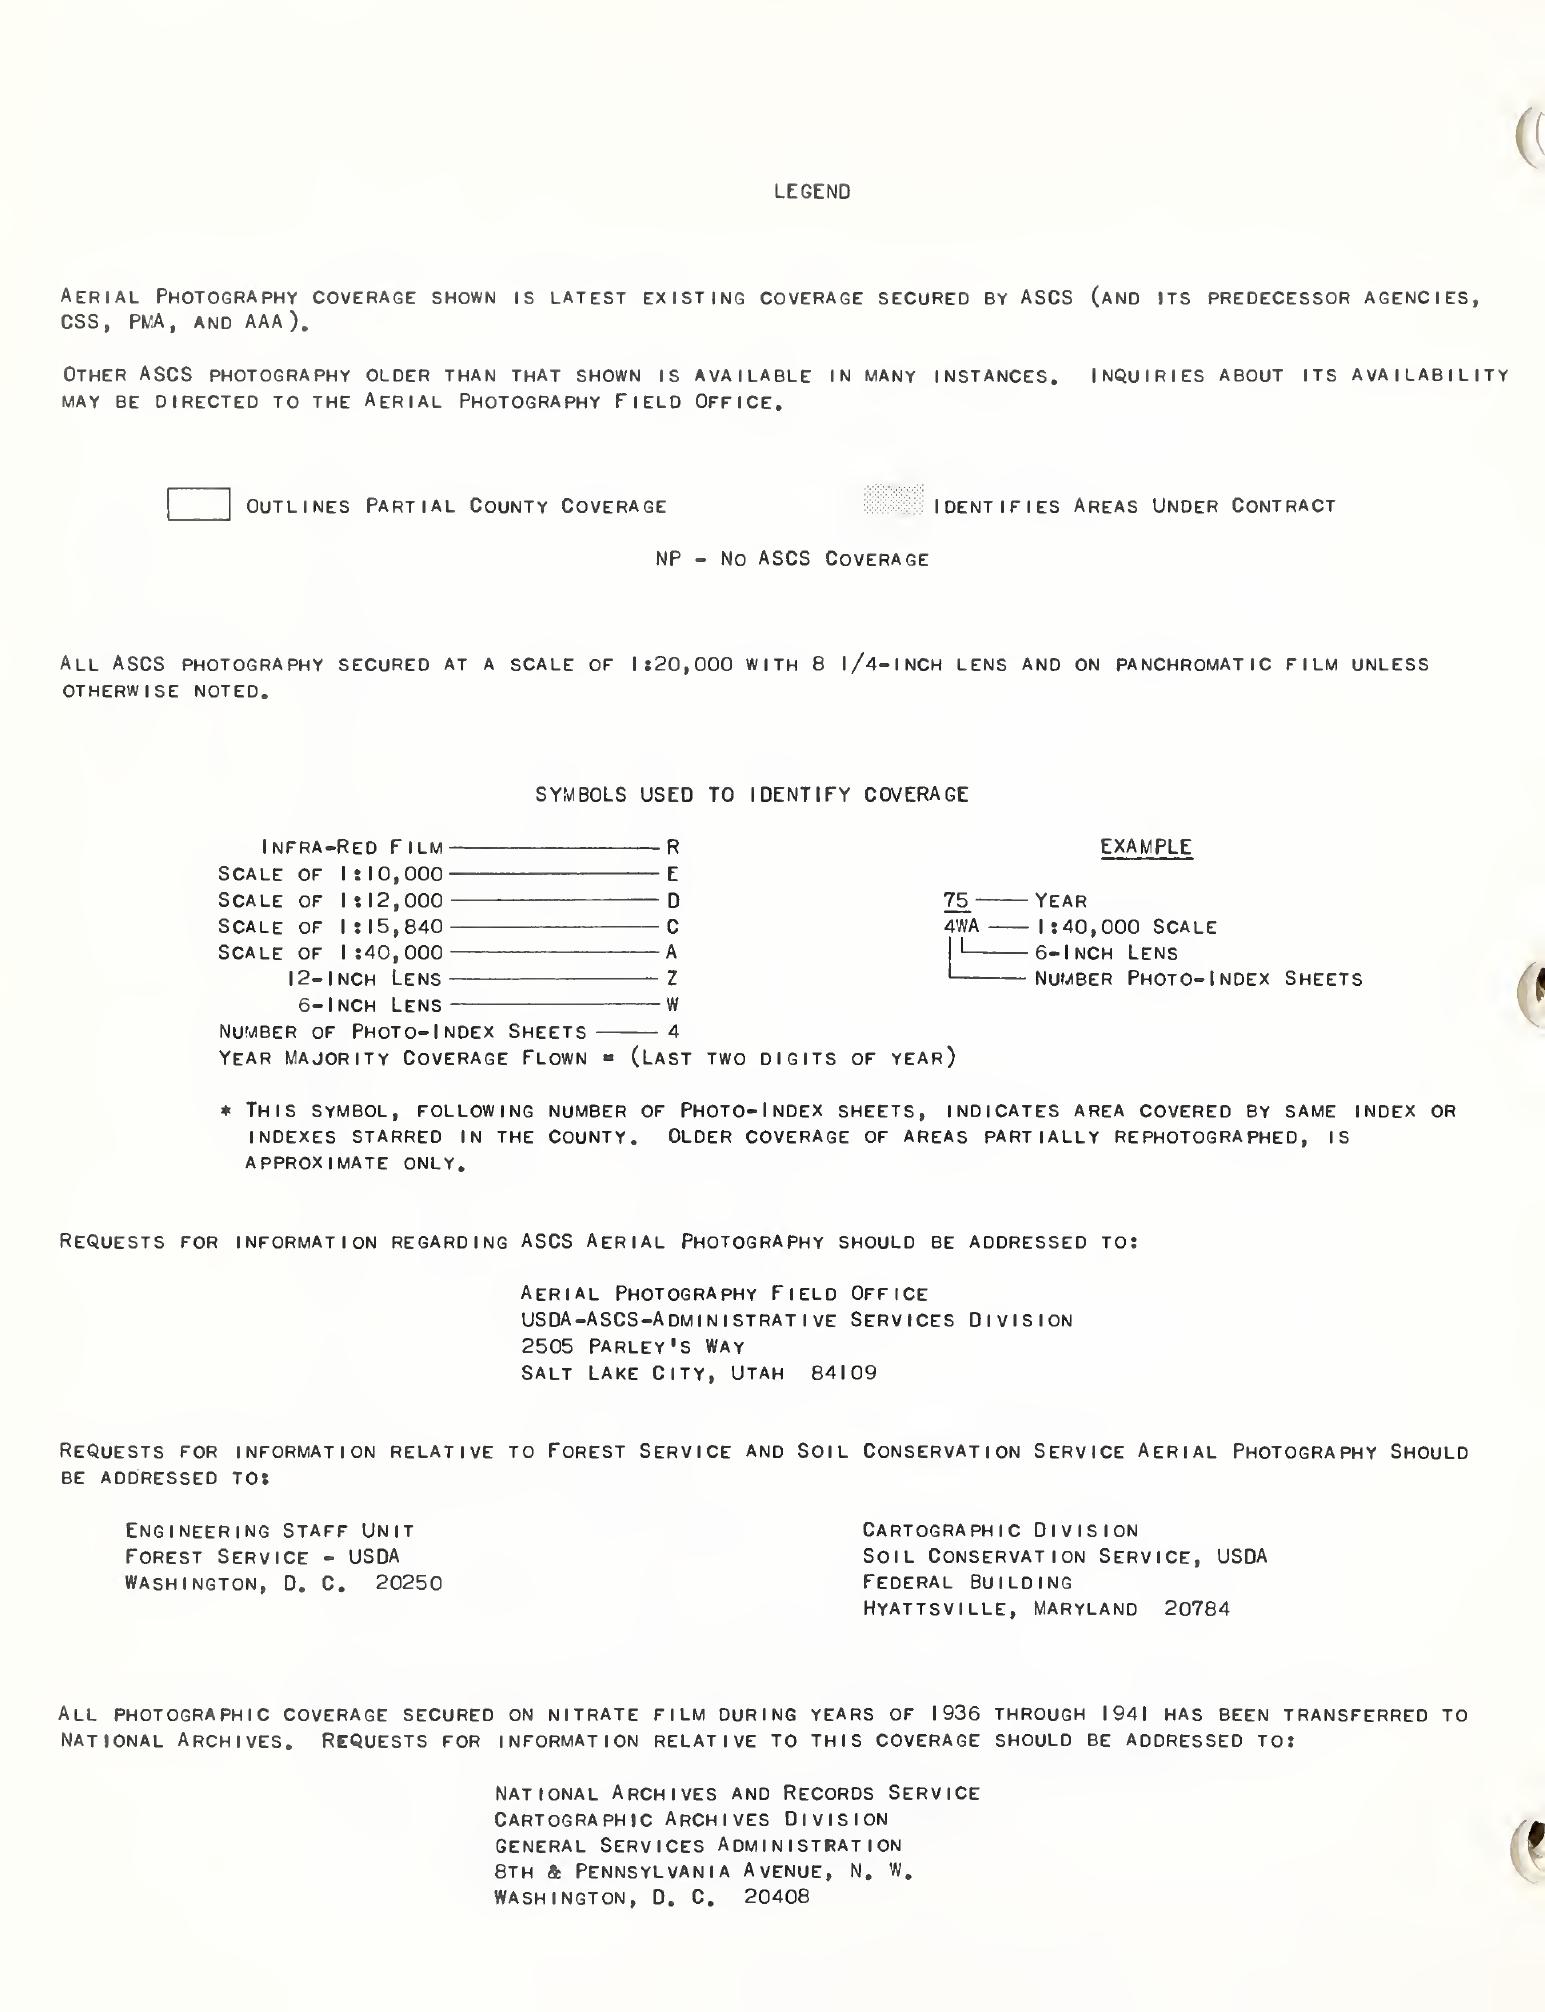 LEGEND
AERIAL PHOTOGRAPHY COVERAGE SHOWN IS LATEST EXISTING COVERAGE SECURED BY ASCS (AND ITS PREDECESSOR AGENCIES,
CSS, PMA, AND AAA).
OTHER ASCS PHOTOGRAPHY OLDER THAN THAT SHOWN IS AVAILABLE IN MANY INSTANCES. INQUIRIES ABOUT ITS AVAILABILITY
MAY BE DIRECTED TO THE AERIAL PHOTOGRAPHY FIELD OFFICE.
OUTLINES PARTIAL COUNTY COVERAGE
IDENTIFIES AREAS UNDER CONTRACT
NP - NO ASCS COVERAGE
ALL ASCS PHOTOGRAPHY SECURED AT A SCALE OF 1:20,000 WITH 8 1/4-INCH LENS AND ON PANCHROMATIC FILM UNLESS
OTHERWISE NOTED.
SYMBOLS USED TO IDENTIFY COVERAGE
INFRA-RED FILM R
SCALE OF 1:10,000 E
SCALE OF 1:12,000 D
SCALE OF 1:15,840 C
SCALE OF 1:40,000 A
12-INCH LENS Z
6-INCH LENS W
NUMBER OF PHOTO-INDEX SHEETS 4
YEAR MAJORITY COVERAGE FLOWN = (LAST TWO DIGITS OF YEAR)
EXAMPLE
75 YEAR
4WA 1:40,000 SCALE
6-INCH LENS
NUMBER PHOTO-INDEX SHEETS
* THIS SYMBOL, FOLLOWING NUMBER OF PHOTO-INDEX SHEETS, INDICATES AREA COVERED BY SAME INDEX OR
INDEXES STARRED IN THE COUNTY. OLDER COVERAGE OF AREAS PARTIALLY REPHOTOGRAPHED, IS
APPROXIMATE ONLY.
REQUESTS FOR INFORMATION REGARDING ASCS AERIAL PHOTOGRAPHY SHOULD BE ADDRESSED TO:
AERIAL PHOTOGRAPHY FIELD OFFICE
USDA-ASCS-ADMINISTRATIVE SERVICES DIVISION
2505 PARLEY'S WAY
SALT LAKE CITY, UTAH 84109
REQUESTS FOR INFORMATION RELATIVE TO FOREST SERVICE AND SOIL CONSERVATION SERVICE AERIAL PHOTOGRAPHY SHOULD
BE ADDRESSED TO:
ENGINEERING STAFF UNIT
FOREST SERVICE - USDA
WASHINGTON, D. C. 20250
CARTOGRAPHIC DIVISION
SOIL CONSERVATION SERVICE, USDA
FEDERAL BUILDING
HYATTSVILLE, MARYLAND 20784
ALL PHOTOGRAPHIC COVERAGE SECURED ON NITRATE FILM DURING YEARS OF 1936 THROUGH 1941 HAS BEEN TRANSFERRED TO
NATIONAL ARCHIVES. REQUESTS FOR INFORMATION RELATIVE TO THIS COVERAGE SHOULD BE ADDRESSED TO:
NATIONAL ARCHIVES AND RECORDS SERVICE
CARTOGRAPHIC ARCHIVES DIVISION
GENERAL SERVICES ADMINISTRATION
8TH & PENNSYLVANIA AVENUE, N. W.
WASHINGTON, D. C. 20408